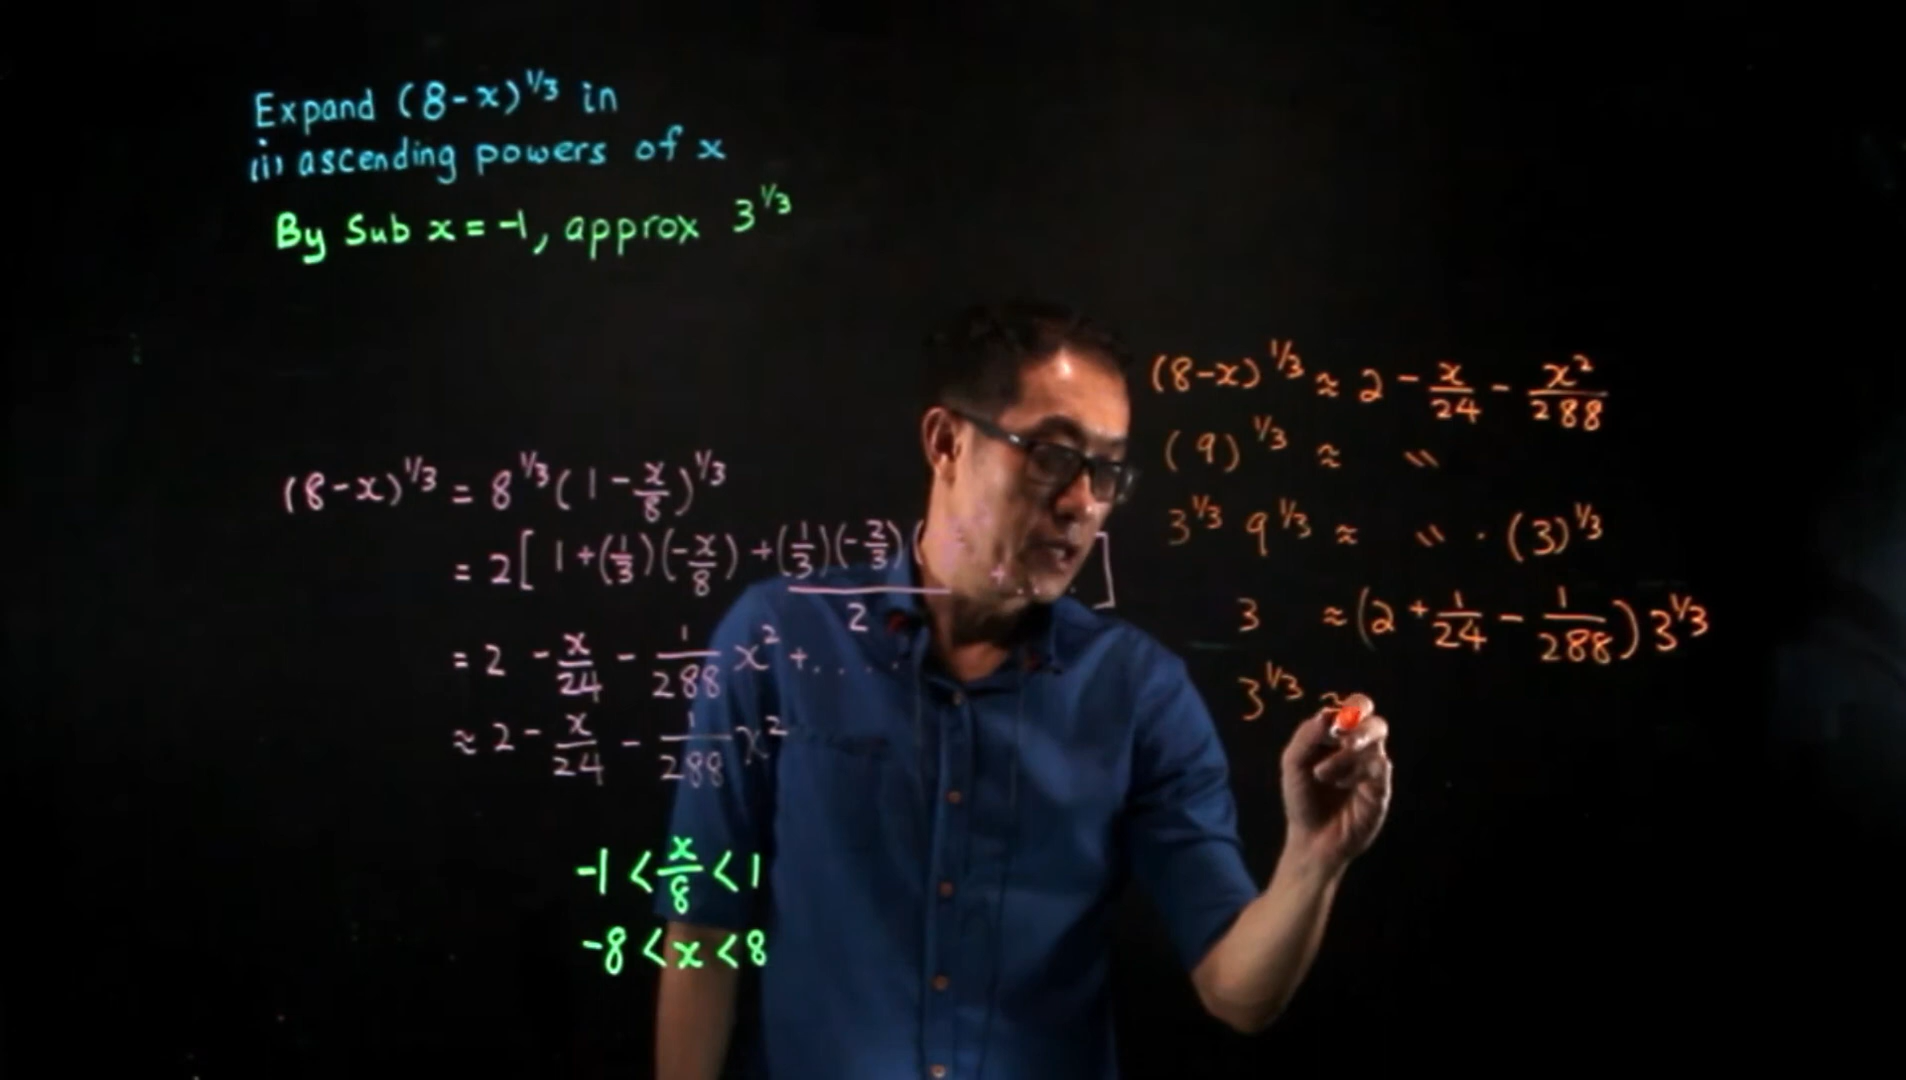 Expand (8-x)^1/3 in
(i) ascending powers of x
By Sub x = -1, approx 3^1/3
(8-x)^1/3 = 8^1/3 (1 - x/8)^1/3
= 2[ 1 + (1/3)(-x/8) + (1/3)(-2/3)( /2 + . . ]
= 2 - x/24 - 1/288 x² + . . . .
≈ 2 - x/24 - 1/288 x²
-1 < x/8 < 1
-8 < x < 8
(8-x)^1/3 ≈ 2 - x/24 - x²/288
(9)^1/3 ≈ "
3^1/3 9^1/3 ≈ " · (3)^1/3
3 ≈ (2 + 1/24 - 1/288) 3^1/3
3^1/3 ≈